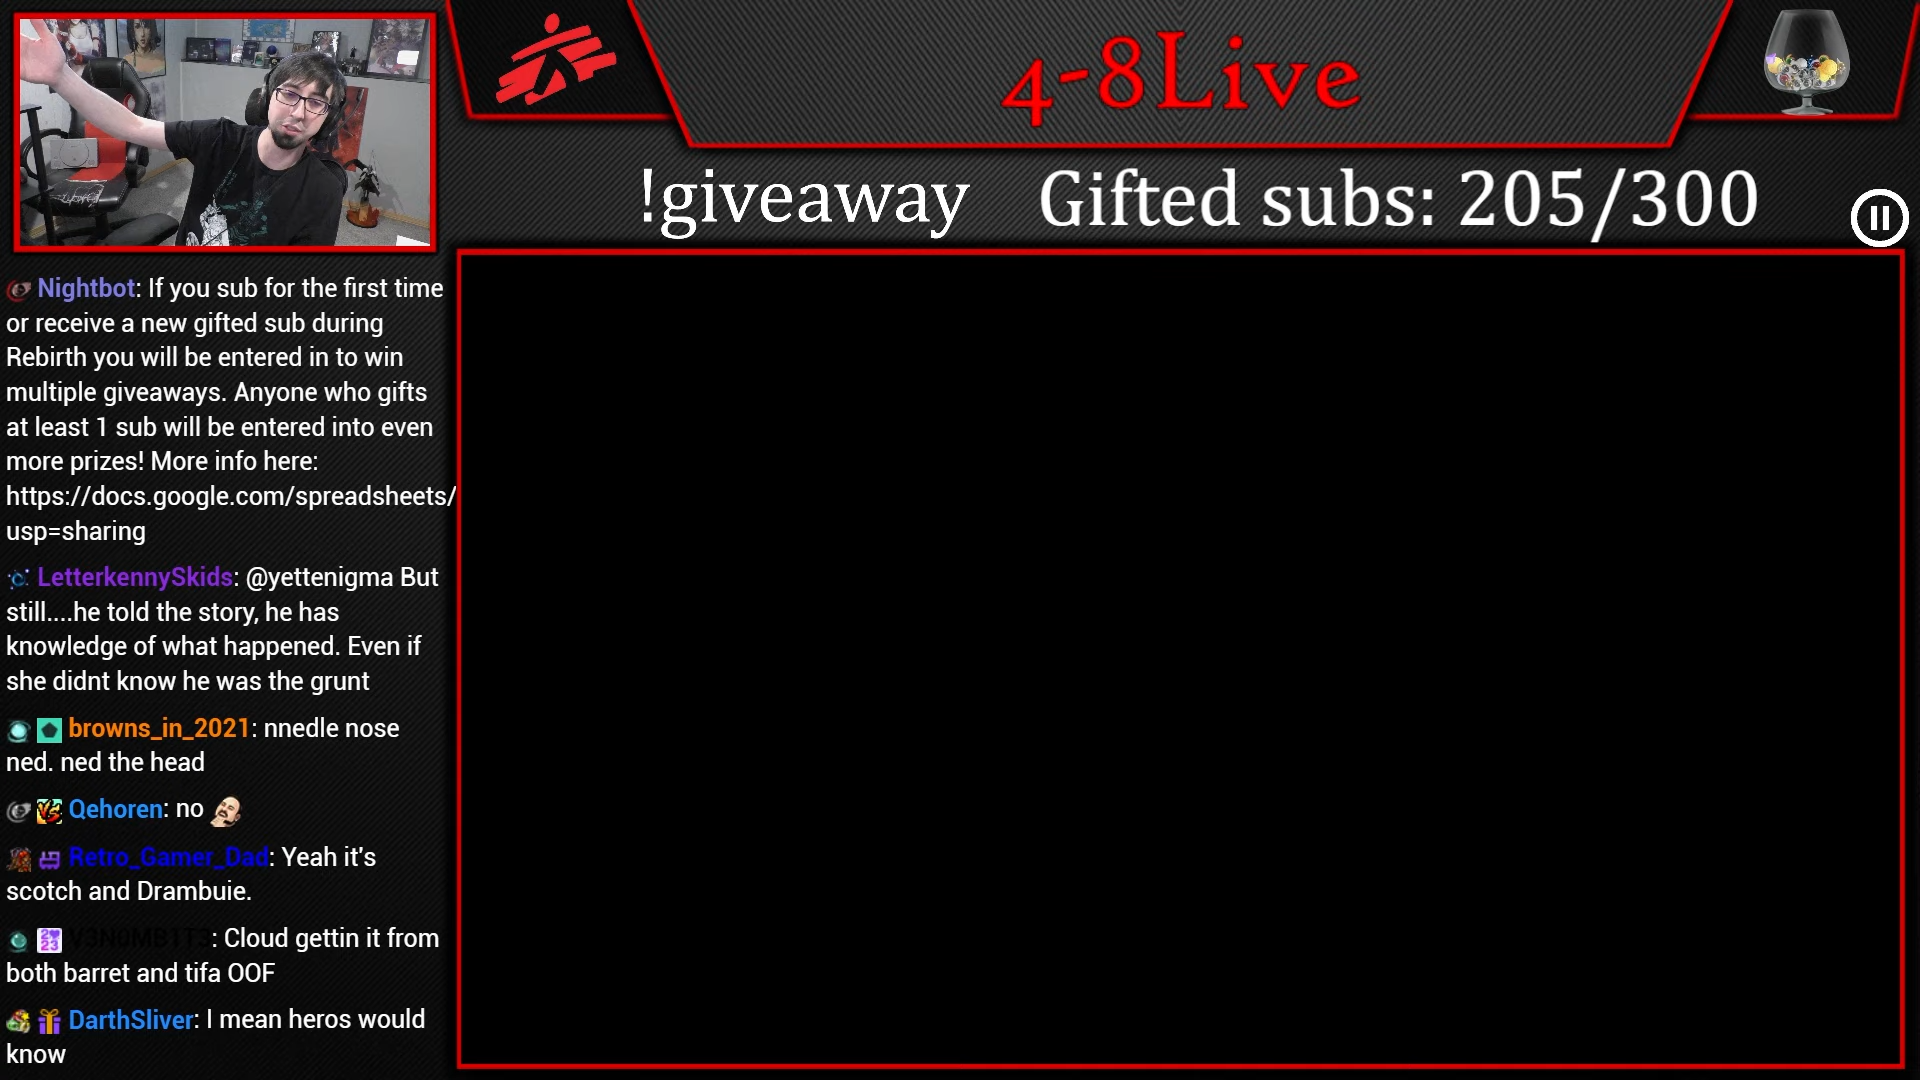 4-8Live
!giveaway Gifted subs: 205/300
Nightbot: If you sub for the first time
or receive a new gifted sub during
Rebirth you will be entered in to win
multiple giveaways. Anyone who gifts
at least 1 sub will be entered into even
more prizes! More info here:
https://docs.google.com/spreadsheets/
usp=sharing
LetterkennySkids: @yettenigma But
still....he told the story, he has
knowledge of what happened. Even if
she didnt know he was the grunt
browns_in_2021: nnedle nose
ned. ned the head
Qehoren: no
Retro_Gamer_Dad: Yeah it's
scotch and Drambuie.
V3N0MB1T3: Cloud gettin it from
both barret and tifa OOF
DarthSliver: I mean heros would
know